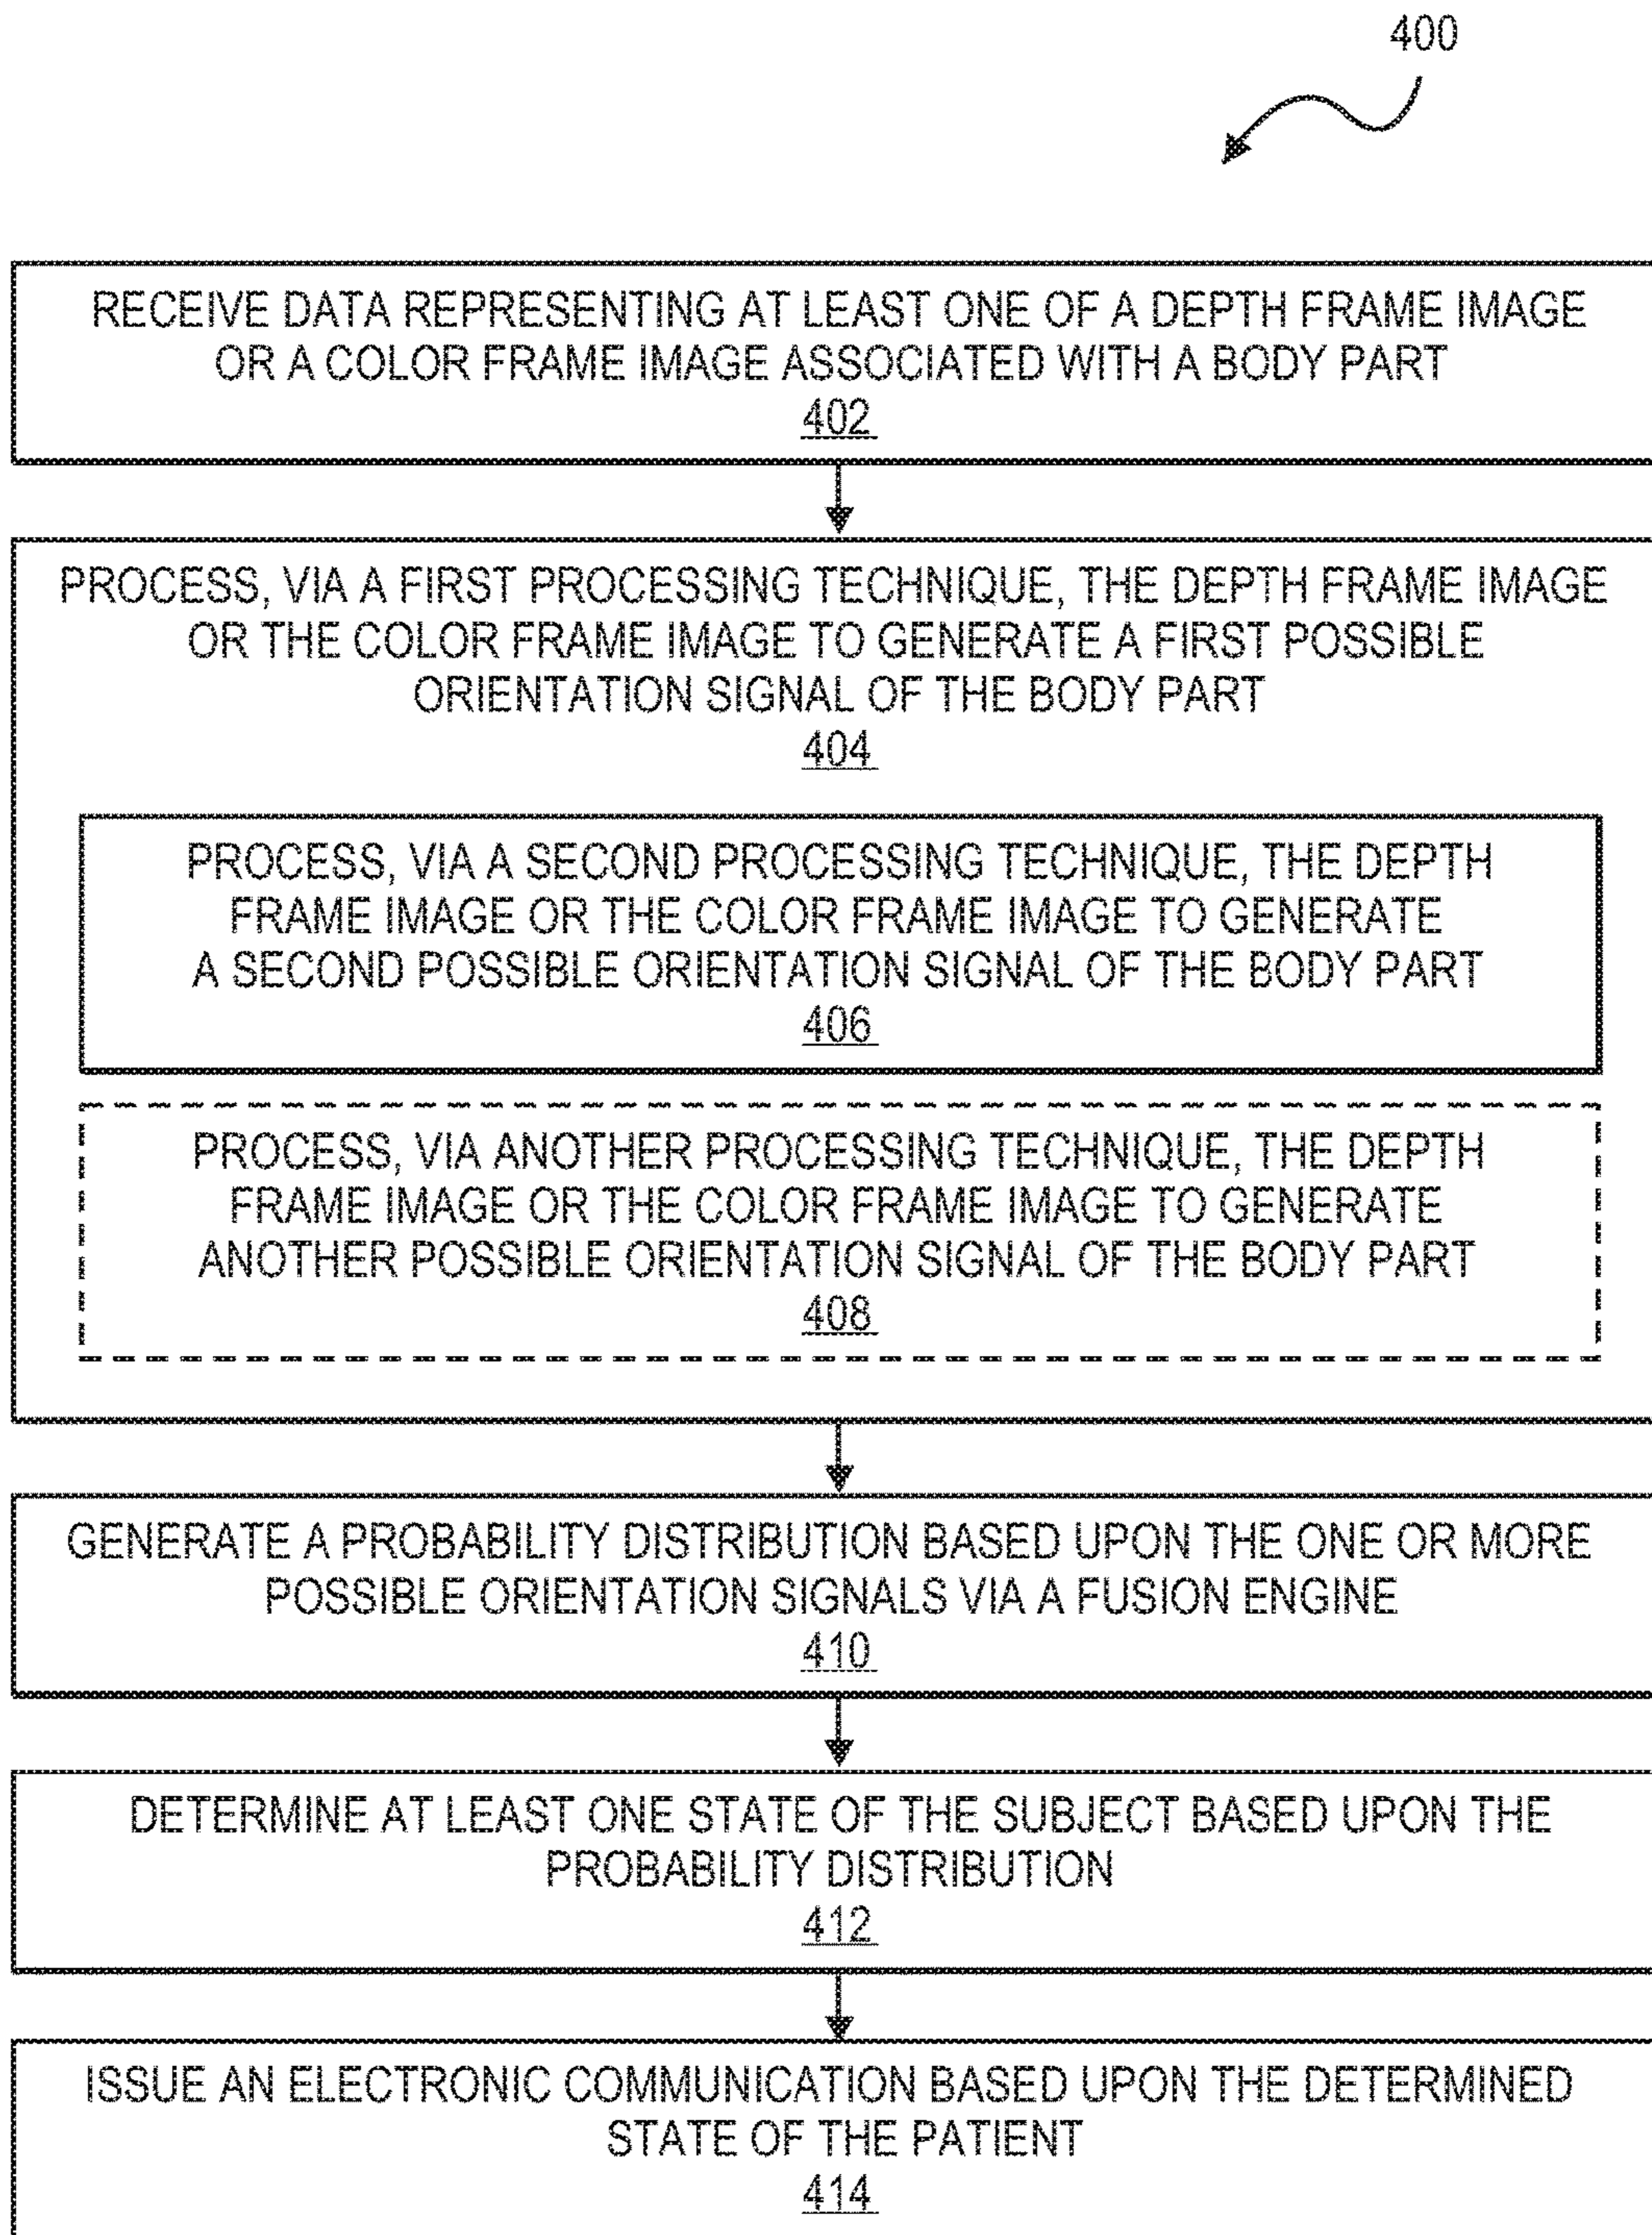 400
RECEIVE DATA REPRESENTING AT LEAST ONE OF A DEPTH FRAME IMAGE
OR A COLOR FRAME IMAGE ASSOCIATED WITH A BODY PART
402
PROCESS, VIA A FIRST PROCESSING TECHNIQUE, THE DEPTH FRAME IMAGE
OR THE COLOR FRAME IMAGE TO GENERATE A FIRST POSSIBLE
ORIENTATION SIGNAL OF THE BODY PART
404
PROCESS, VIA A SECOND PROCESSING TECHNIQUE, THE DEPTH
FRAME IMAGE OR THE COLOR FRAME IMAGE TO GENERATE
A SECOND POSSIBLE ORIENTATION SIGNAL OF THE BODY PART
406
PROCESS, VIA ANOTHER PROCESSING TECHNIQUE, THE DEPTH
FRAME IMAGE OR THE COLOR FRAME IMAGE TO GENERATE
ANOTHER POSSIBLE ORIENTATION SIGNAL OF THE BODY PART
408
GENERATE A PROBABILITY DISTRIBUTION BASED UPON THE ONE OR MORE
POSSIBLE ORIENTATION SIGNALS VIA A FUSION ENGINE
410
DETERMINE AT LEAST ONE STATE OF THE SUBJECT BASED UPON THE
PROBABILITY DISTRIBUTION
412
ISSUE AN ELECTRONIC COMMUNICATION BASED UPON THE DETERMINED
STATE OF THE PATIENT
414